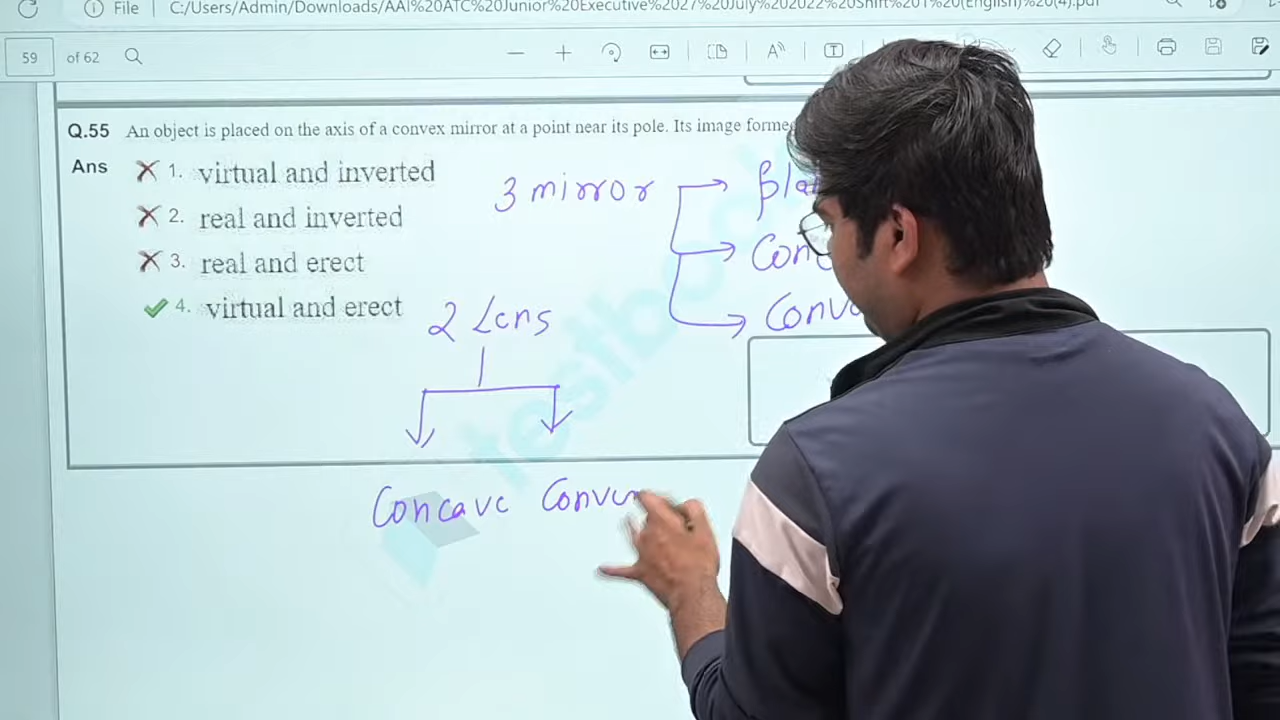 File | C:/Users/Admin/Downloads/AAI%20ATC%20Junior%20Executive%2027%20July%202022%20Shift%201%20(English)%20(4).pdf
59 of 62
Q.55 An object is placed on the axis of a convex mirror at a point near its pole. Its image forme
Ans 1. virtual and inverted
2. real and inverted
3. real and erect
4. virtual and erect
3 mirror
2 Lens
Concave
testbook